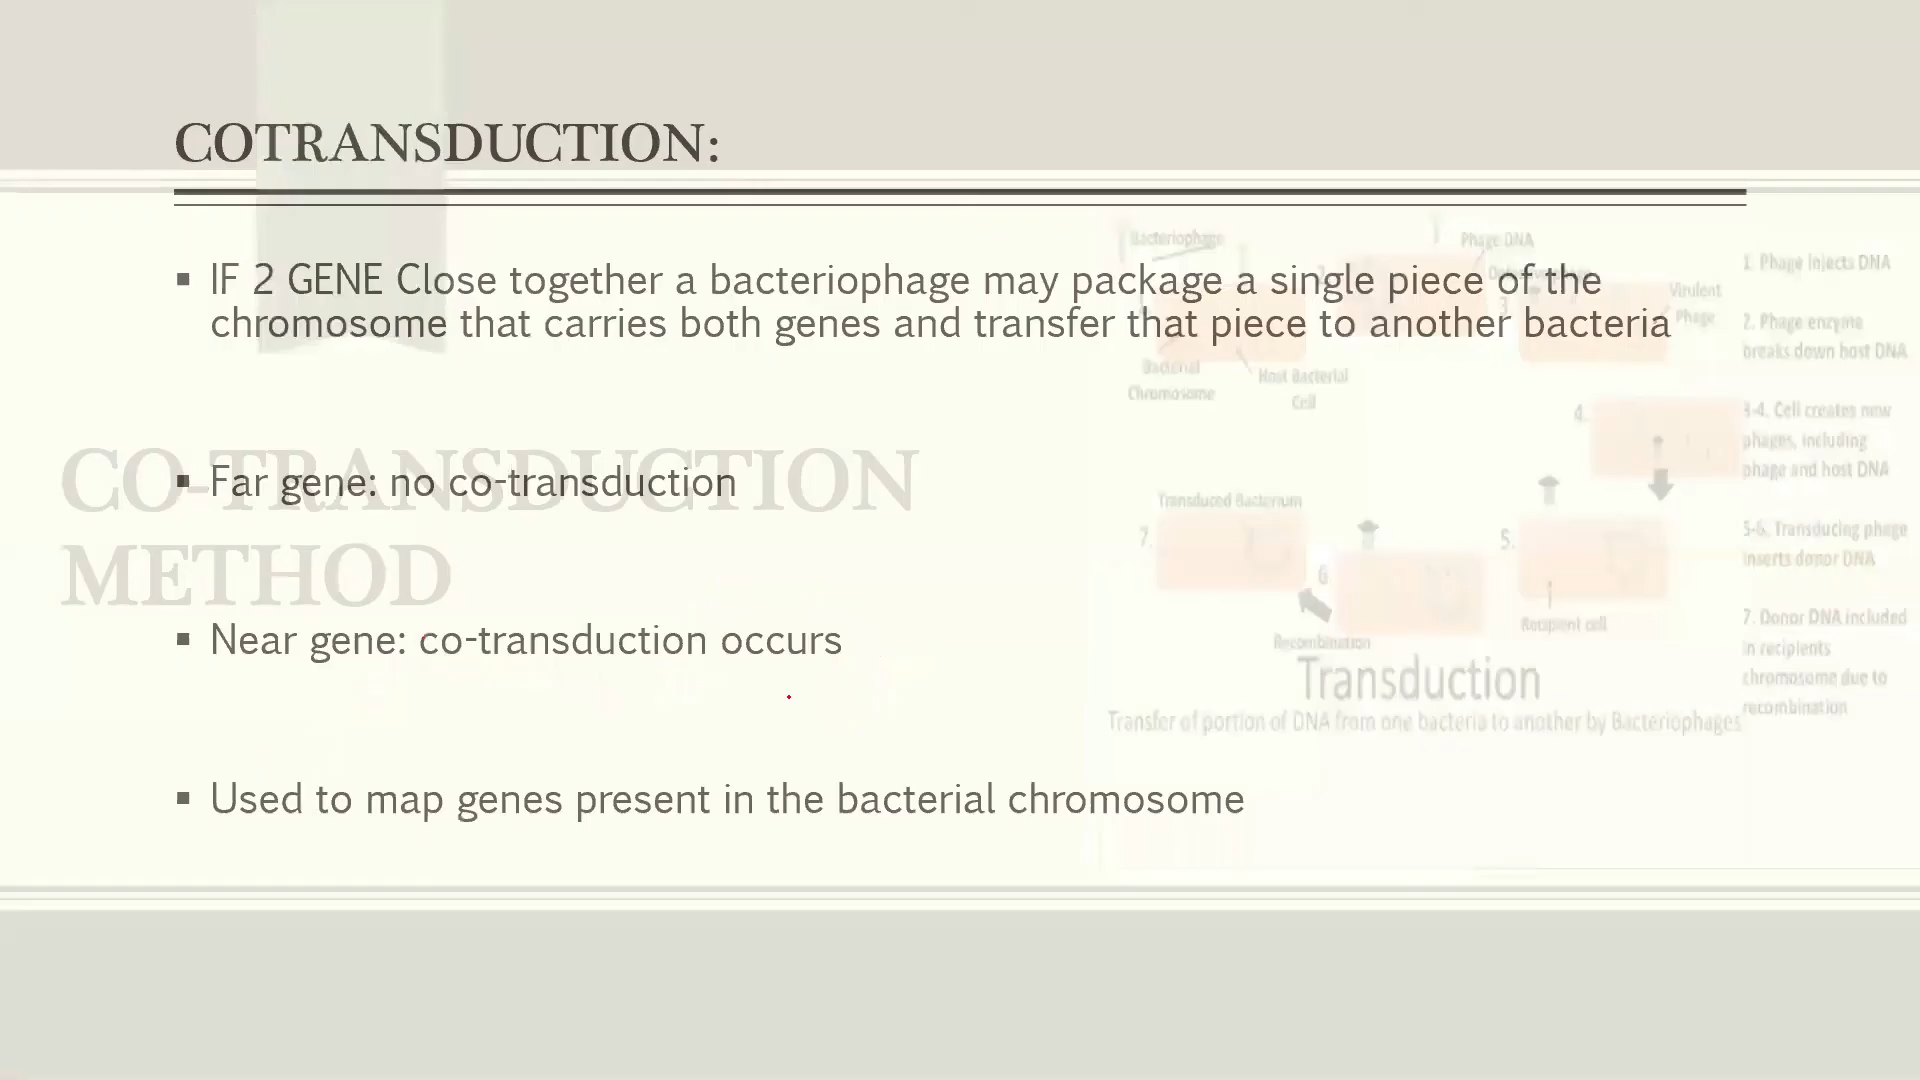 COTRANSDUCTION:
▪ IF 2 GENE Close together a bacteriophage may package a single piece of the
chromosome that carries both genes and transfer that piece to another bacteria
▪ Far gene: no co-transduction
▪ Near gene: co-transduction occurs
▪ Used to map genes present in the bacterial chromosome
CO-TRANSDUCTION
METHOD
Bacteriophage
Phage DNA
2
3
Virulent
Phage
Bacterial
Chromosome
Host Bacterial
Cell
4.
Transduced Bacterium
7.
6
5.
Recombination
Recipient cell
Transduction
Transfer of portion of DNA from one bacteria to another by Bacteriophages
1. Phage injects DNA
2. Phage enzyme
breaks down host DNA
3-4. Cell creates new
phages, including
phage and host DNA
5-6. Transducing phage
inserts donor DNA
7. Donor DNA included
in recipients
chromosome due to
recombination